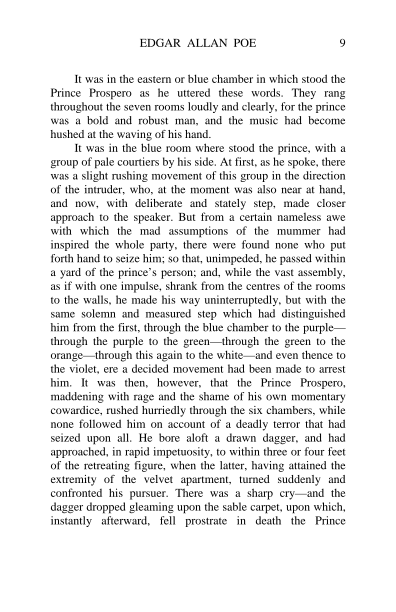 EDGAR ALLAN POE 9
It was in the eastern or blue chamber in which stood the
Prince Prospero as he uttered these words. They rang
throughout the seven rooms loudly and clearly, for the prince
was a bold and robust man, and the music had become
hushed at the waving of his hand.
It was in the blue room where stood the prince, with a
group of pale courtiers by his side. At first, as he spoke, there
was a slight rushing movement of this group in the direction
of the intruder, who, at the moment was also near at hand,
and now, with deliberate and stately step, made closer
approach to the speaker. But from a certain nameless awe
with which the mad assumptions of the mummer had
inspired the whole party, there were found none who put
forth hand to seize him; so that, unimpeded, he passed within
a yard of the prince’s person; and, while the vast assembly,
as if with one impulse, shrank from the centres of the rooms
to the walls, he made his way uninterruptedly, but with the
same solemn and measured step which had distinguished
him from the first, through the blue chamber to the purple—
through the purple to the green—through the green to the
orange—through this again to the white—and even thence to
the violet, ere a decided movement had been made to arrest
him. It was then, however, that the Prince Prospero,
maddening with rage and the shame of his own momentary
cowardice, rushed hurriedly through the six chambers, while
none followed him on account of a deadly terror that had
seized upon all. He bore aloft a drawn dagger, and had
approached, in rapid impetuosity, to within three or four feet
of the retreating figure, when the latter, having attained the
extremity of the velvet apartment, turned suddenly and
confronted his pursuer. There was a sharp cry—and the
dagger dropped gleaming upon the sable carpet, upon which,
instantly afterward, fell prostrate in death the Prince